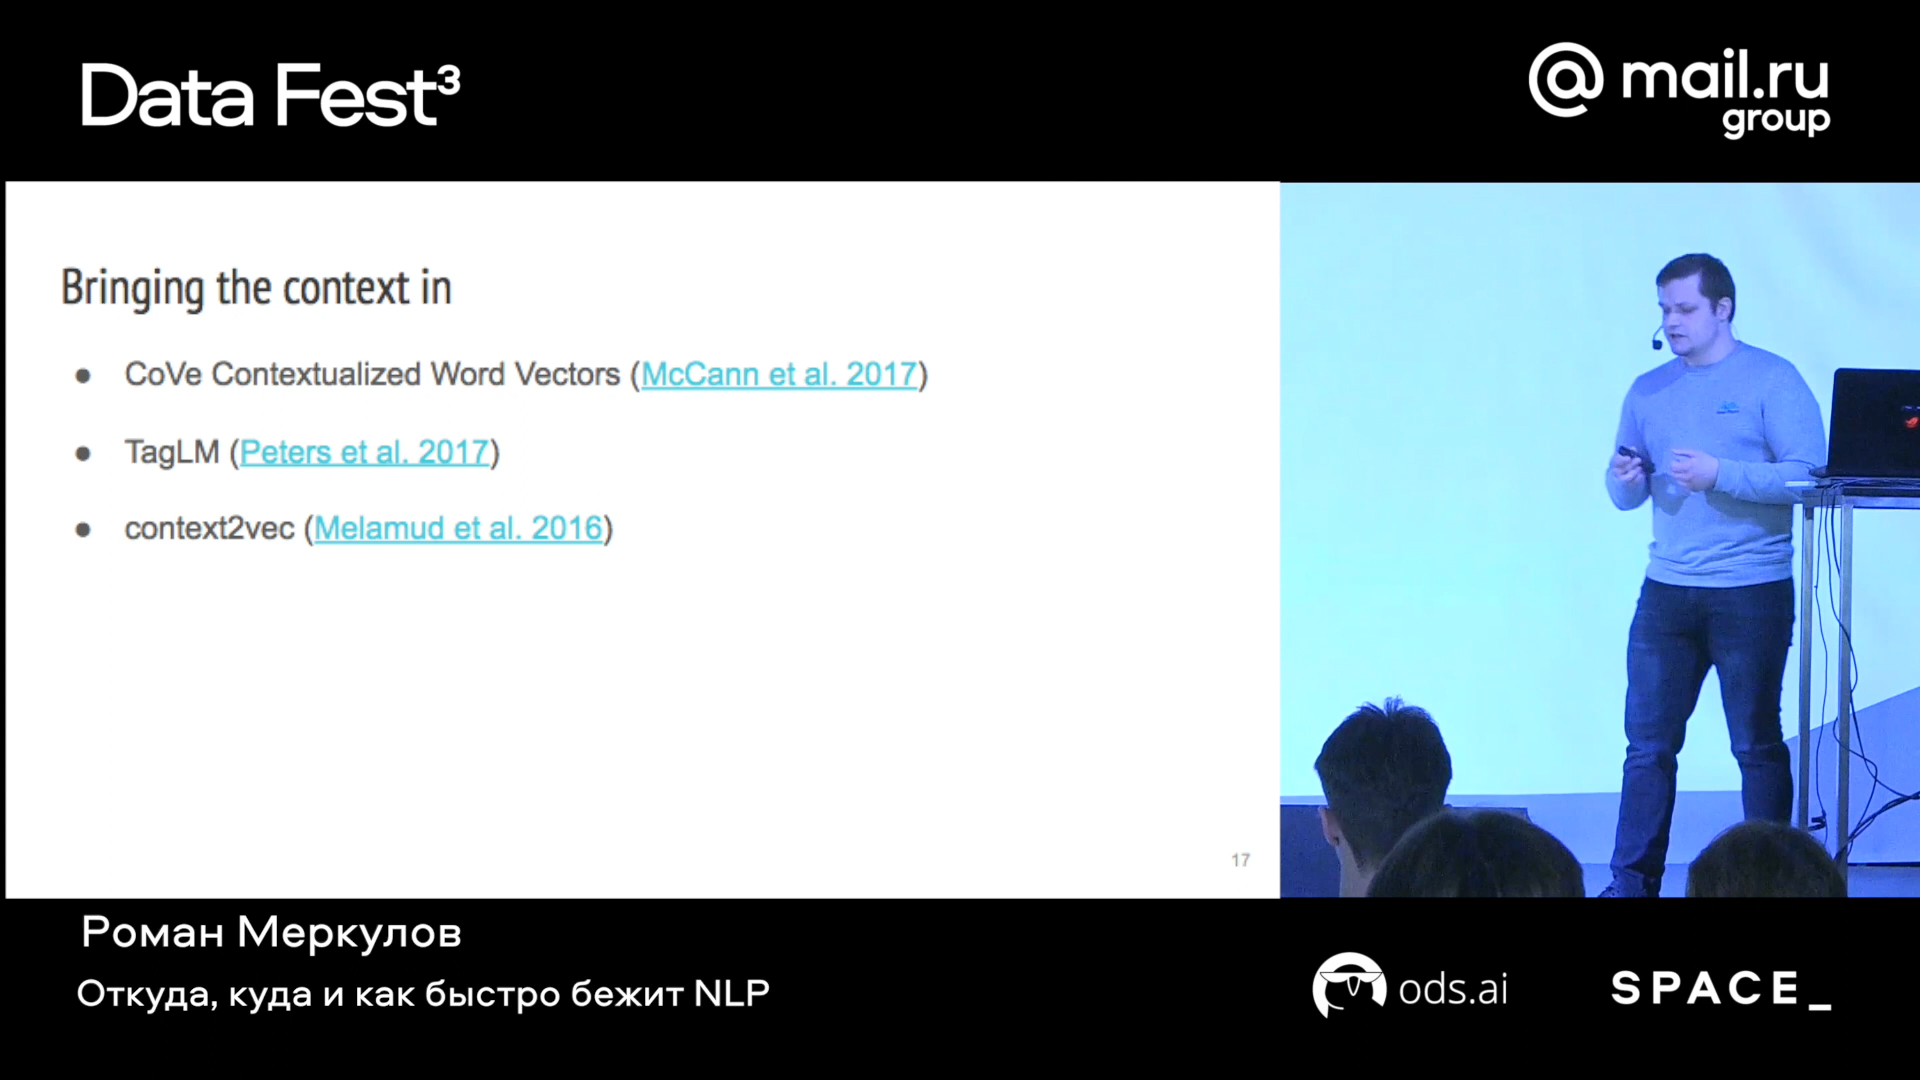 Data Fest³
@mail.ru
group
Bringing the context in
● CoVe Contextualized Word Vectors (McCann et al. 2017)
● TagLM (Peters et al. 2017)
● context2vec (Melamud et al. 2016)
17
Роман Меркулов
Откуда, куда и как быстро бежит NLP
ods.ai
SPACE_